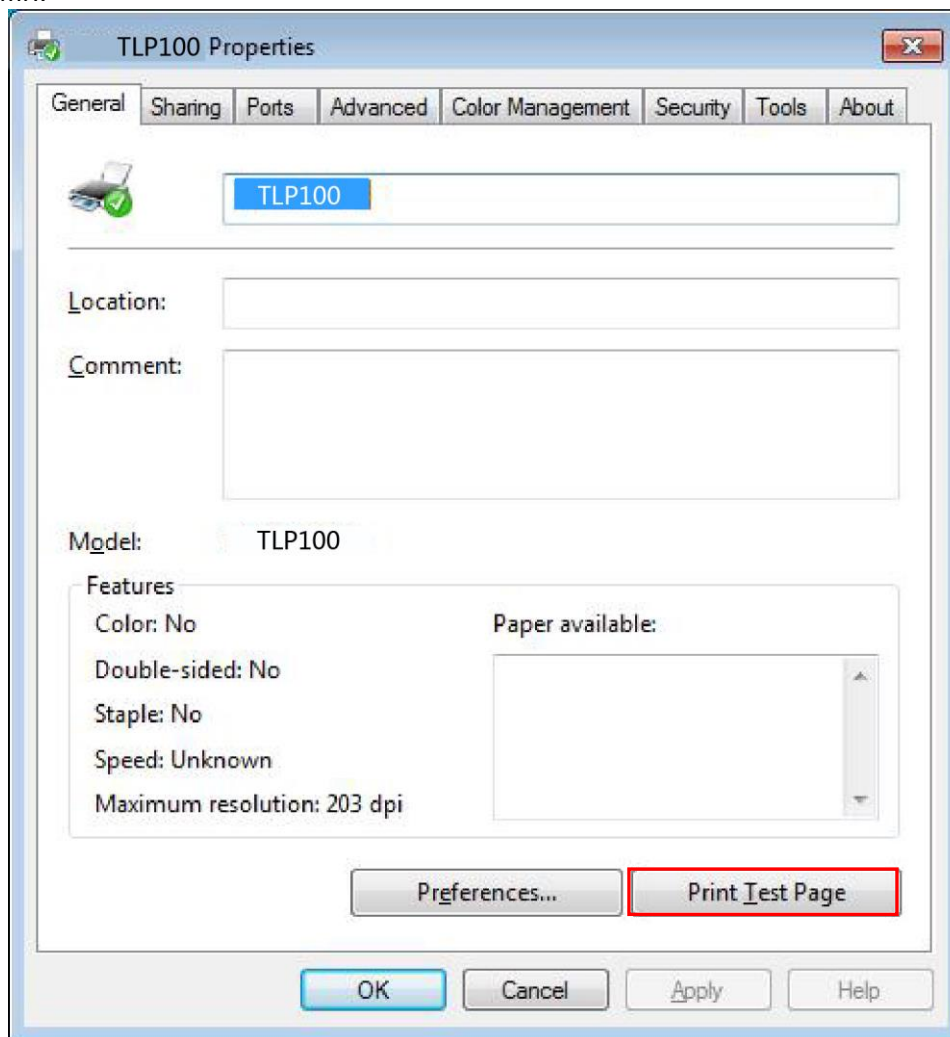 TLP100 Properties
General Sharing Ports Advanced Color Management Security Tools About
TLP100
Location:
Comment:
Model: TLP100
Features
Color: No
Paper available:
Double-sided: No
Staple: No
Speed: Unknown
Maximum resolution: 203 dpi
Preferences... Print Test Page
OK Cancel Apply Help